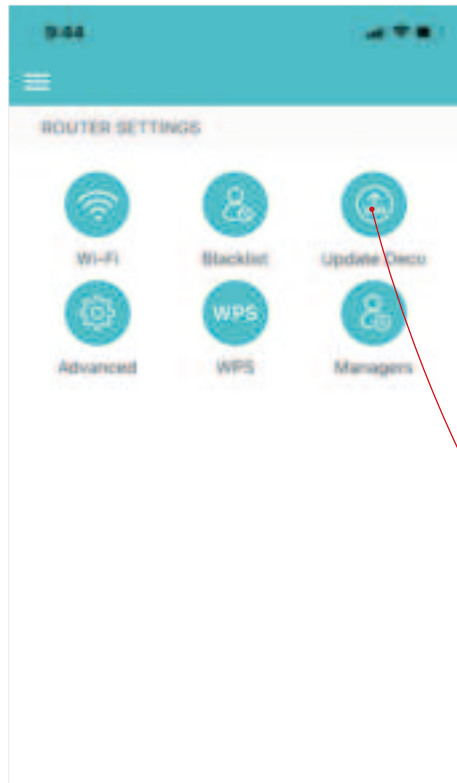 9:44
ROUTER SETTINGS
Wi-Fi Blacklist Update Deco
WPS
Advanced WPS Managers